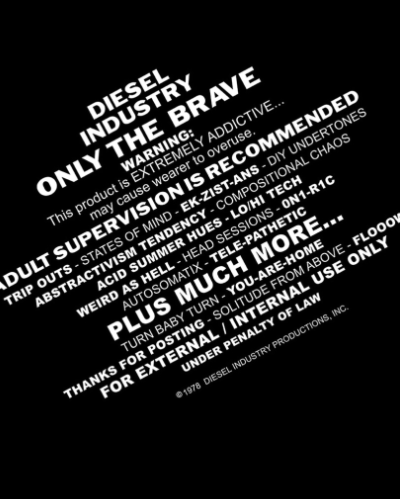 DIESEL
INDUSTRY
ONLY THE BRAVE
WARNING:
This product is EXTREMELY ADDICTIVE...
may cause wearer to overuse.
ADULT SUPERVISION IS RECOMMENDED
TRIP OUTS - STATES OF MIND - EK-ZIST-ANS - DIY UNDERTONES
ABSTRACTIVISM TENDENCY - COMPOSITIONAL CHAOS
ACID SUMMER HUES - LO/HI TECH
WEIRD AS HELL - HEAD SESSIONS - 0N1-R1C
AUTOSOMATIX - TELE-PATHETIC
PLUS MUCH MORE...
TURN BABY TURN - YOU-ARE-HOME
THANKS FOR POSTING - SOLITUDE FROM ABOVE - FLOOOW
FOR EXTERNAL / INTERNAL USE ONLY
UNDER PENALTY OF LAW
©1978 DIESEL INDUSTRY PRODUCTIONS, INC.